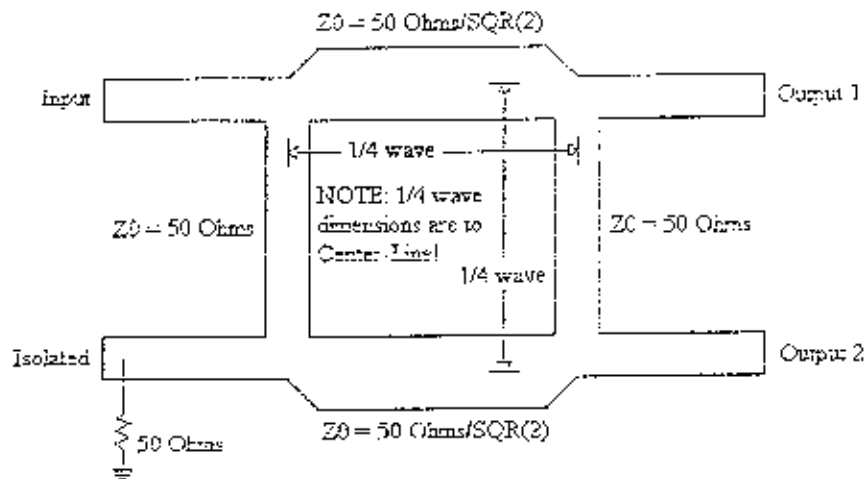 Z0 = 50 Ohms/SQR(2)
Input
Output 1
1/4 wave
NOTE: 1/4 wave
dimensions are to
Center-Line!
Z0 = 50 Ohms
Z0 = 50 Ohms
1/4 wave
Isolated
Output 2
50 Ohms
Z0 = 50 Ohms/SQR(2)